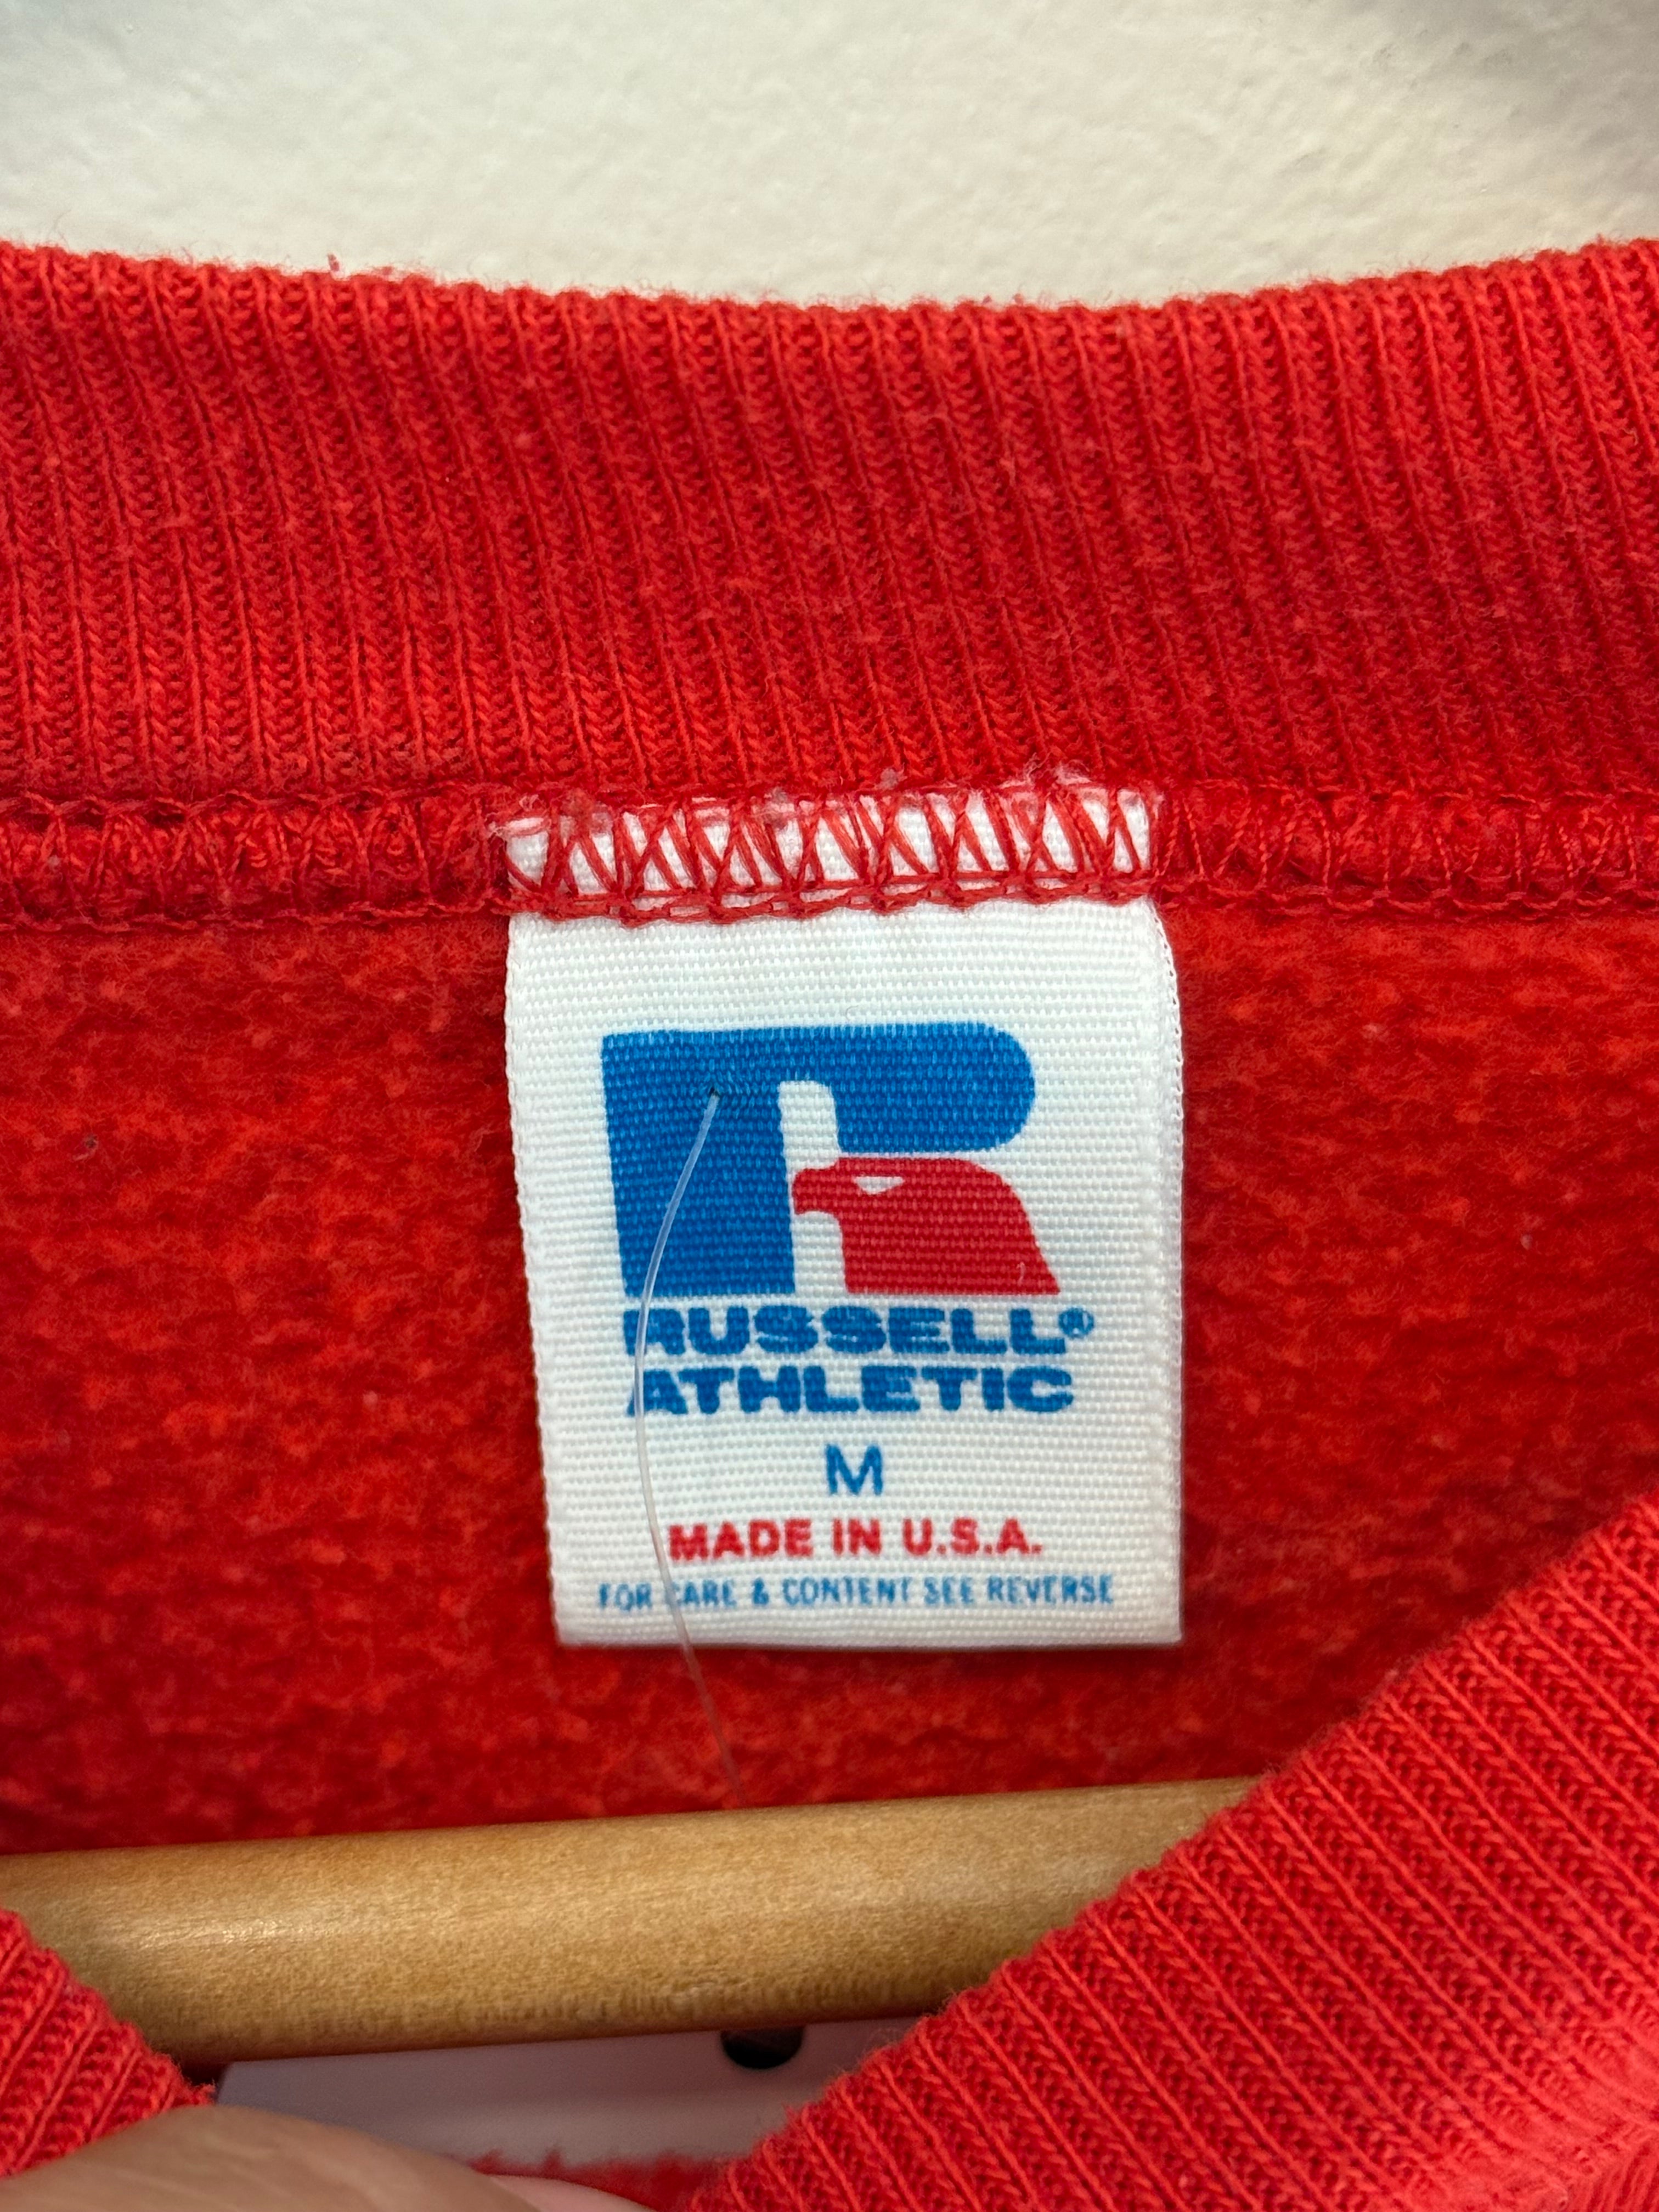 RUSSELL®
ATHLETIC
M
MADE IN U.S.A.
FOR CARE & CONTENT SEE REVERSE